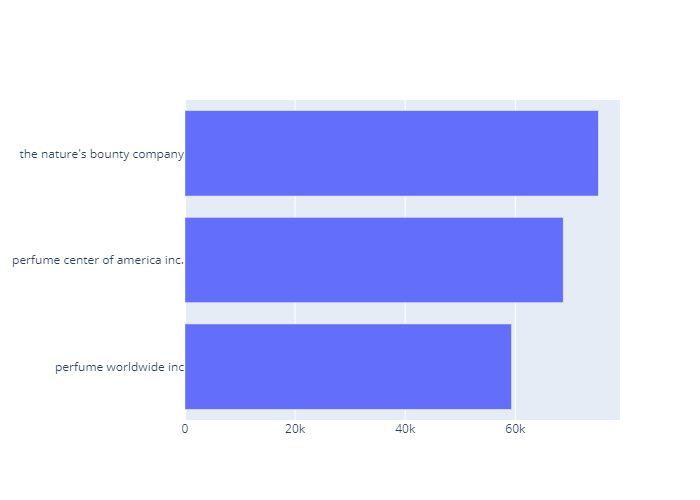 the nature's bounty company
perfume center of america inc.
perfume worldwide inc
0 20k 40k 60k